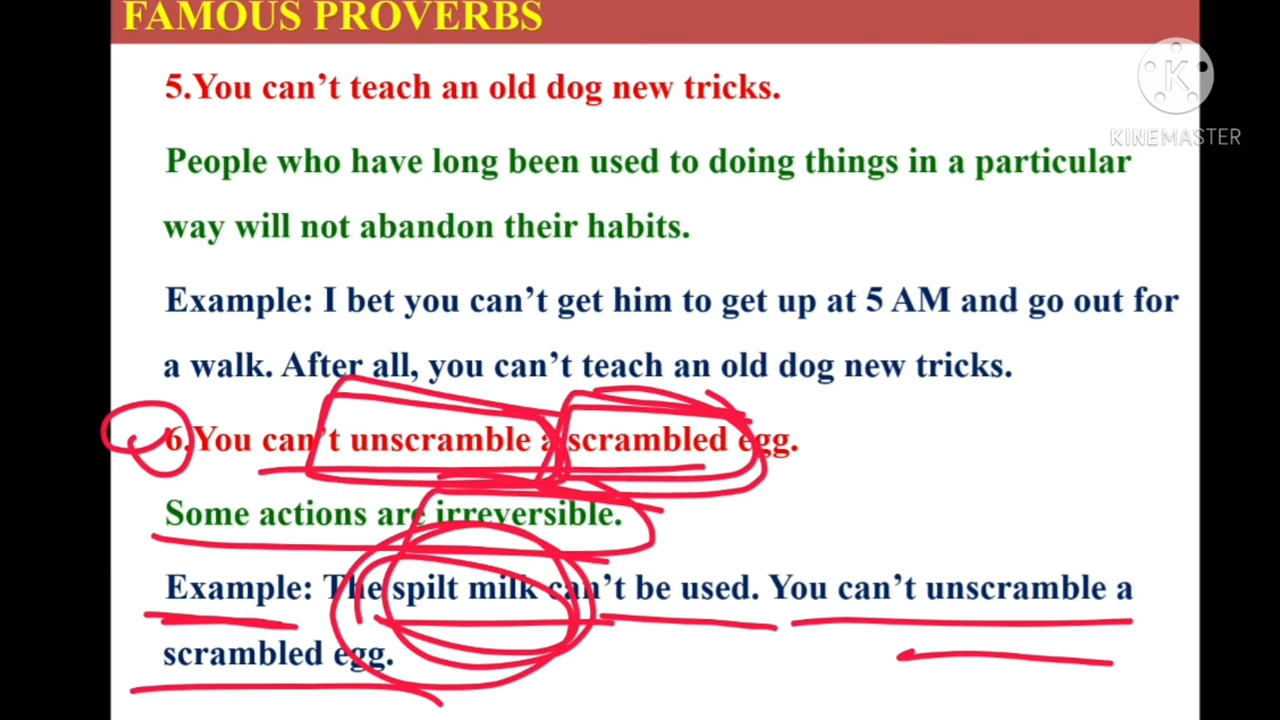 FAMOUS PROVERBS
5.You can't teach an old dog new tricks.
K
KINEMASTER
People who have long been used to doing things in a particular
way will not abandon their habits.
Example: I bet you can't get him to get up at 5 AM and go out for
a walk. After all, you can't teach an old dog new tricks.
6.You can't unscramble a scrambled egg.
Some actions are irreversible.
Example: The spilt milk can't be used. You can't unscramble a
scrambled egg.